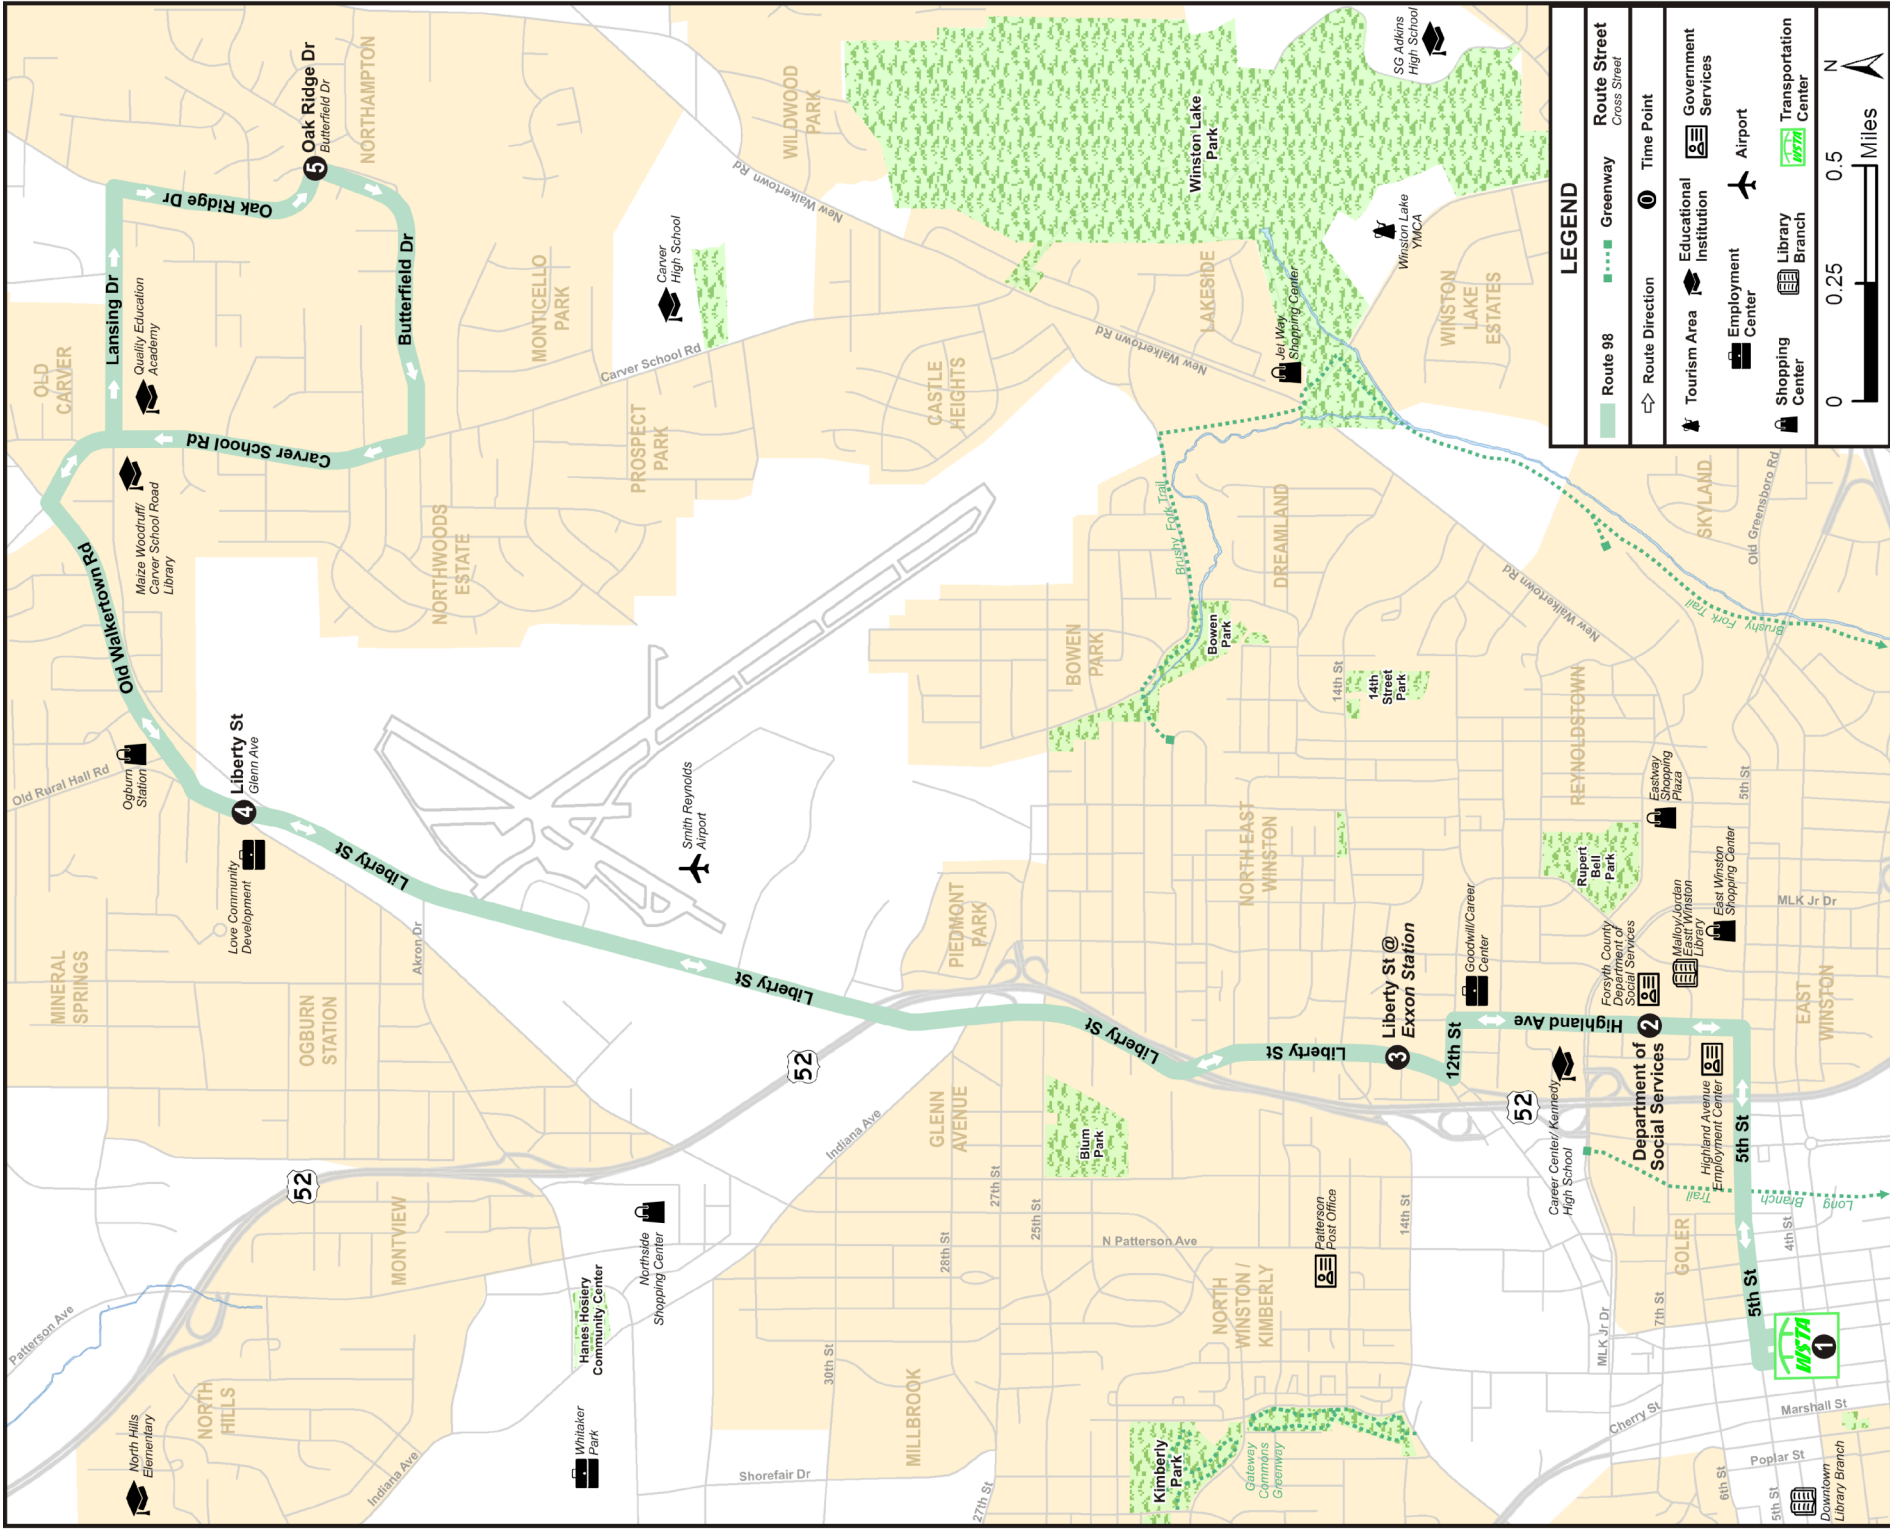 LEGEND
Route 98
Greenway
Route Street
Cross Street
Route Direction
0
Time Point
Tourism Area
Educational
Institution
Government
Services
Employment
Center
Airport
Shopping
Center
Library
Branch
WSTA
Transportation
Center
0
0.25
0.5
Miles
N
North Hills
Elementary
Patterson Ave
NORTH
HILLS
Indiana Ave
52
MONTVIEW
Whitaker
Park
Hanes Hosiery
Community Center
Northside
Shopping Center
Shorefair Dr
30th St
MILLBROOK
27th St
28th St
27th St
25th St
Indiana Ave
GLENN
AVENUE
52
Blum
Park
N Patterson Ave
Kimberly
Park
Gateway
Commons
Greenway
NORTH
WINSTON /
KIMBERLY
Patterson
Post Office
14th St
MLK Jr Dr
Cherry St
7th St
GOLER
6th St
5th St
Poplar St
Marshall St
Downtown
Library Branch
4th St
WSTA
1
5th St
5th St
Long
Branch
Trail
Career Center/ Kennedy
High School
Department of
Social Services
2
Highland Avenue
Employment Center
52
12th St
Highland Ave
3
Liberty St @
Exxon Station
Goodwill/Career
Center
Forsyth County
Department of
Social Services
Malloy/Jordan
Eastt Winston
Library
East Winston
Shopping Center
Eastway
Shopping
Plaza
EAST
WINSTON
MLK Jr Dr
5th St
Rupert
Bell
Park
REYNOLDSTOWN
14th St
14th
Street
Park
NORTH EAST
WINSTON
Liberty St
Liberty St
Liberty St
Liberty St
PIEDMONT
PARK
Smith Reynolds
Airport
Akron Dr
OGBURN
STATION
MINERAL
SPRINGS
Love Community
Development
4
Liberty St
Glenn Ave
Ogburn
Station
Old Rural Hall Rd
Old Walkertown Rd
Maize Woodruff/
Carver School Road
Library
NORTHWOODS
ESTATE
PROSPECT
PARK
Carver School Rd
OLD
CARVER
Lansing Dr
Quality Education
Academy
Oak Ridge Dr
5
Oak Ridge Dr
Butterfield Dr
NORTHAMPTON
Butterfield Dr
MONTICELLO
PARK
Carver School Rd
Carver
High School
WILDWOOD
PARK
New Walkertown Rd
CASTLE
HEIGHTS
New Walkertown Rd
LAKESIDE
Winston Lake
Park
SG Adkins
High School
Winston Lake
YMCA
Jet Way
Shopping Center
WINSTON
LAKE
ESTATES
Brushy Fork Trail
BOWEN
PARK
Bowen
Park
DREAMLAND
New Walkertown Rd
SKYLAND
Old Greensboro Rd
Brushy Fork Trail